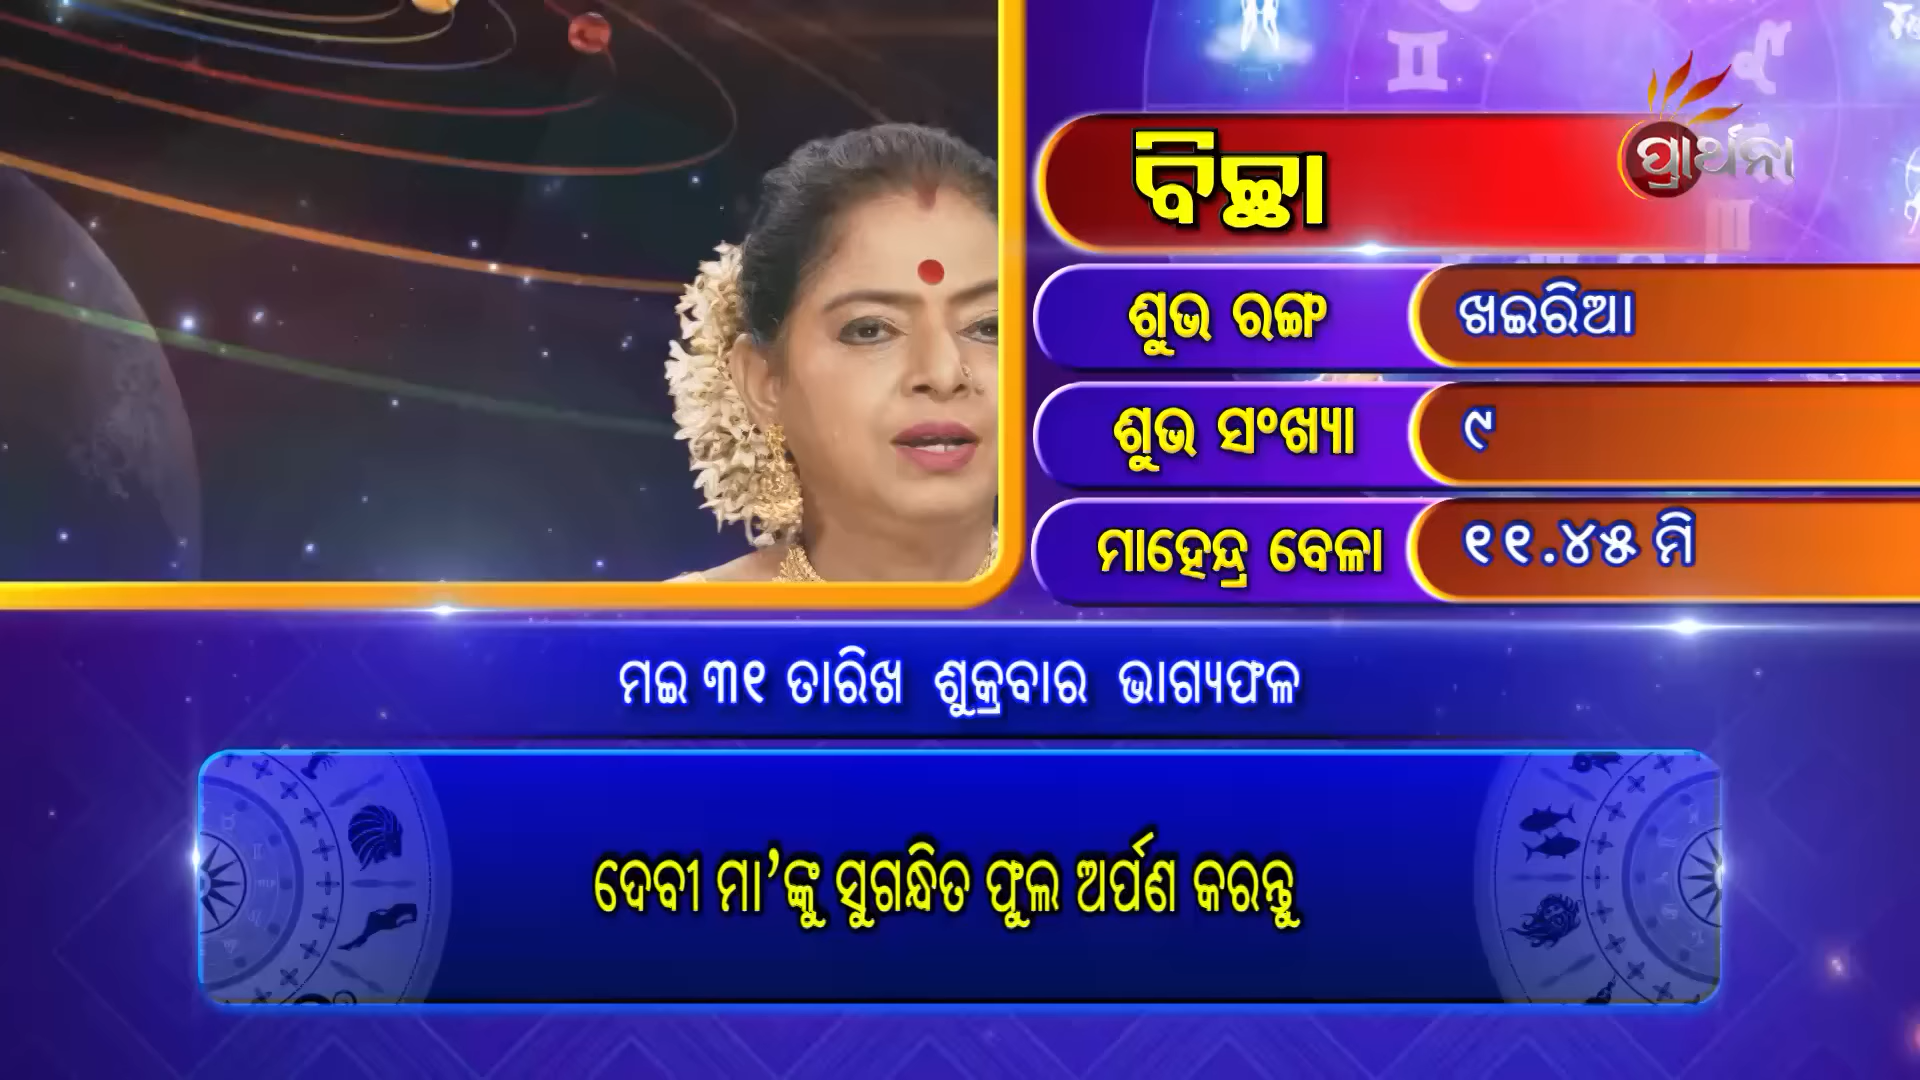 ବିଛା
ପ୍ରାର୍ଥନା
ଶୁଭ ରଙ୍ଗ ଖଇରିଆ
ଶୁଭ ସଂଖ୍ୟା ୯
ମାହେନ୍ଦ୍ର ବେଳା ୧୧.୪୫ ମି
ମଇ ୩୧ ତାରିଖ ଶୁକ୍ରବାର ଭାଗ୍ୟଫଳ
ଦେବୀ ମା’ଙ୍କୁ ସୁଗନ୍ଧିତ ଫୁଲ ଅର୍ପଣ କରନ୍ତୁ